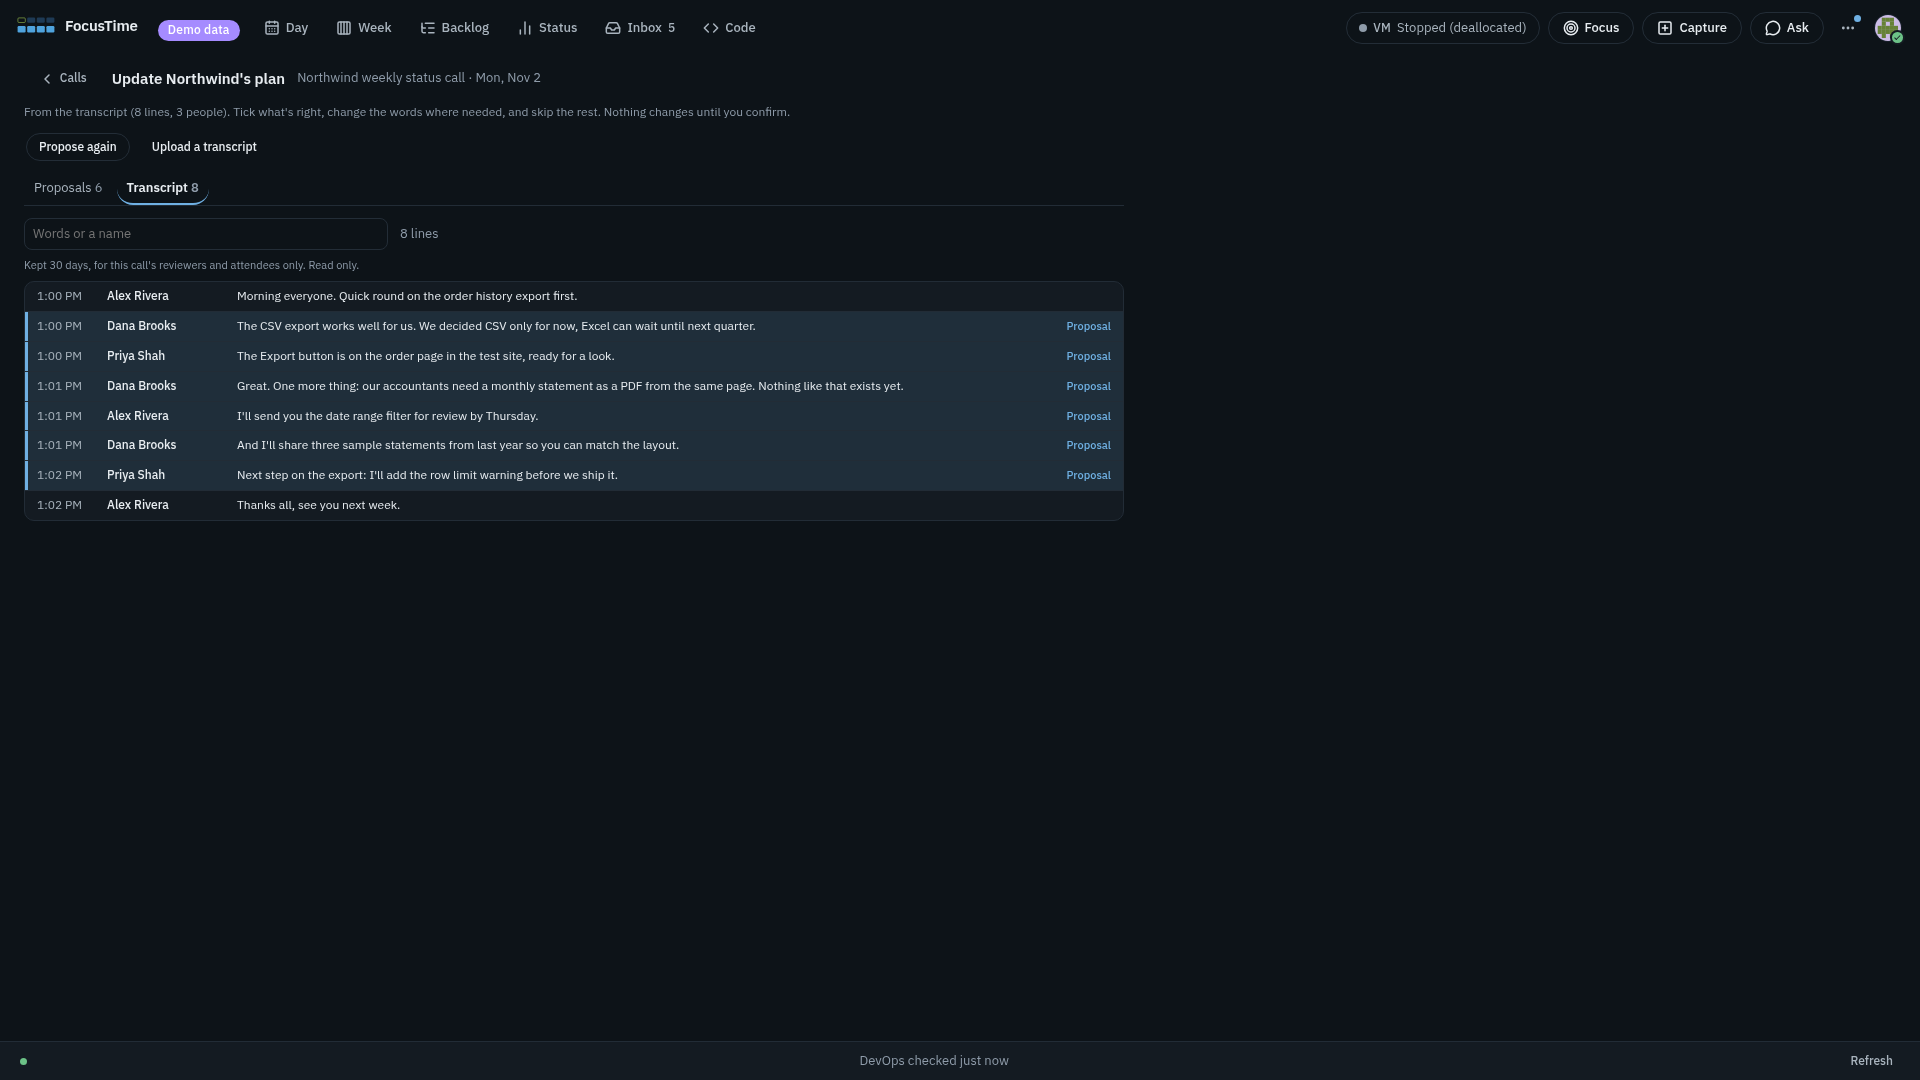 FocusTime Demo data Day Week Backlog Status Inbox 5 Code VM Stopped (deallocated) Focus Capture Ask
Calls Update Northwind's plan Northwind weekly status call · Mon, Nov 2
From the transcript (8 lines, 3 people). Tick what's right, change the words where needed, and skip the rest. Nothing changes until you confirm.
Propose again Upload a transcript
Proposals 6 Transcript 8
Words or a name 8 lines
Kept 30 days, for this call's reviewers and attendees only. Read only.
1:00 PM Alex Rivera Morning everyone. Quick round on the order history export first.
1:00 PM Dana Brooks The CSV export works well for us. We decided CSV only for now, Excel can wait until next quarter. Proposal
1:00 PM Priya Shah The Export button is on the order page in the test site, ready for a look. Proposal
1:01 PM Dana Brooks Great. One more thing: our accountants need a monthly statement as a PDF from the same page. Nothing like that exists yet. Proposal
1:01 PM Alex Rivera I'll send you the date range filter for review by Thursday. Proposal
1:01 PM Dana Brooks And I'll share three sample statements from last year so you can match the layout. Proposal
1:02 PM Priya Shah Next step on the export: I'll add the row limit warning before we ship it. Proposal
1:02 PM Alex Rivera Thanks all, see you next week.
DevOps checked just now Refresh